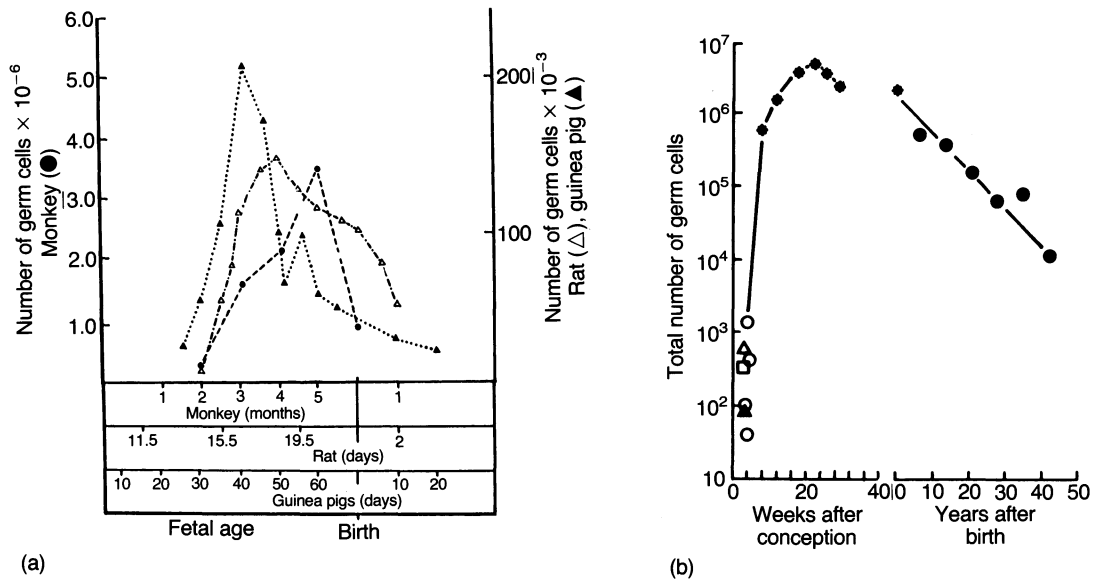 6.0
5.0
4.0
3.0
2.0
1.0
Number of germ cells × 10⁻⁶
Monkey (●)
200
100
Number of germ cells × 10⁻³
Rat (△), guinea pig (▲)
1 2 3 4 5 1
Monkey (months)
11.5 15.5 19.5 2
Rat (days)
10 20 30 40 50 60 10 20
Guinea pigs (days)
Fetal age Birth
(a)
10⁷
10⁶
10⁵
10⁴
10³
10²
10
Total number of germ cells
0 20 40 0 10 20 30 40 50
Weeks after
conception
Years after
birth
(b)